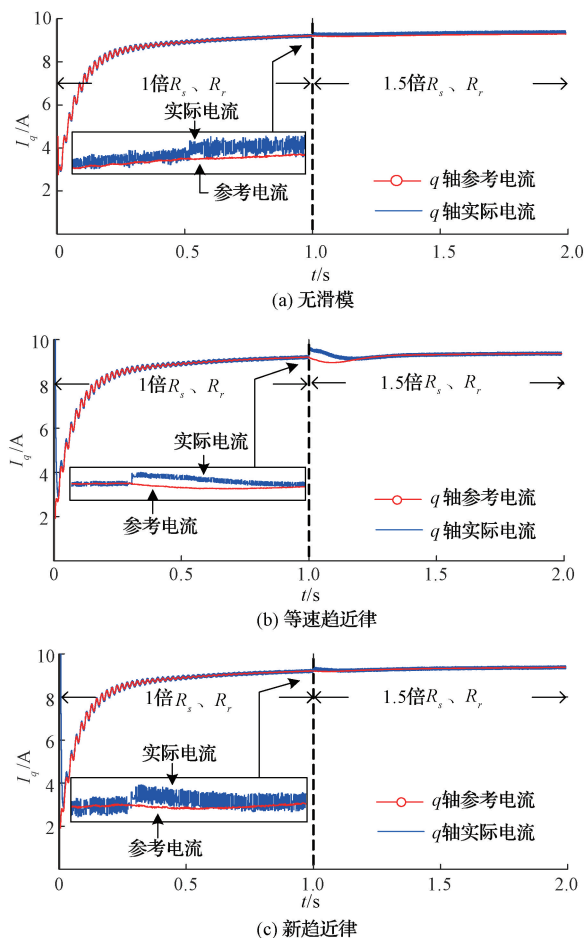 10
8
6
4
2
I_q/A
1倍R_s、R_r
1.5倍R_s、R_r
实际电流
参考电流
q轴参考电流
q轴实际电流
0 0.5 1.0 1.5 2.0
t/s
(a) 无滑模
10
8
6
4
2
I_q/A
1倍R_s、R_r
1.5倍R_s、R_r
实际电流
参考电流
q轴参考电流
q轴实际电流
0 0.5 1.0 1.5 2.0
t/s
(b) 等速趋近律
10
8
6
4
2
I_q/A
1倍R_s、R_r
1.5倍R_s、R_r
实际电流
参考电流
q轴参考电流
q轴实际电流
0 0.5 1.0 1.5 2.0
t/s
(c) 新趋近律